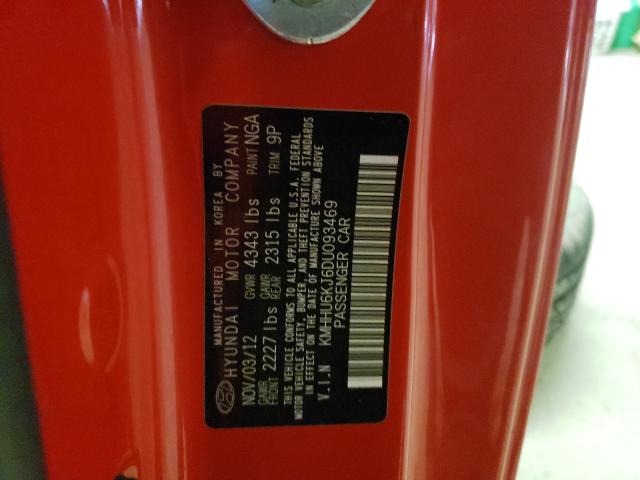 MANUFACTURED IN KOREA BY
HYUNDAI MOTOR COMPANY
NOV/03/12 GVWR 4343 lbs PAINT NGA
GAWR FRONT 2227 lbs GAWR REAR 2315 lbs TRIM 9P
THIS VEHICLE CONFORMS TO ALL APPLICABLE U.S.A. FEDERAL
MOTOR VEHICLE SAFETY, BUMPER, AND THEFT PREVENTION STANDARDS
IN EFFECT ON THE DATE OF MANUFACTURE SHOWN ABOVE
V.I.N KMHHU6KJ6DU093469
PASSENGER CAR